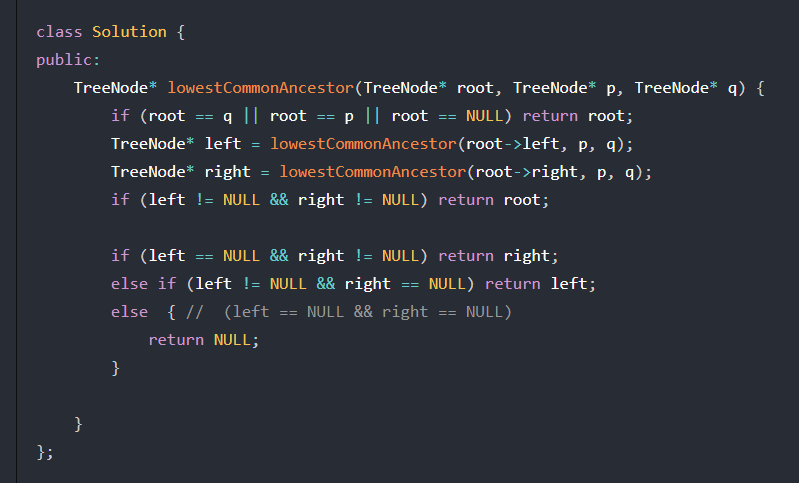 class Solution {
public:
    TreeNode* lowestCommonAncestor(TreeNode* root, TreeNode* p, TreeNode* q) {
        if (root == q || root == p || root == NULL) return root;
        TreeNode* left = lowestCommonAncestor(root->left, p, q);
        TreeNode* right = lowestCommonAncestor(root->right, p, q);
        if (left != NULL && right != NULL) return root;

        if (left == NULL && right != NULL) return right;
        else if (left != NULL && right == NULL) return left;
        else  { //  (left == NULL && right == NULL)
            return NULL;
        }

    }
};